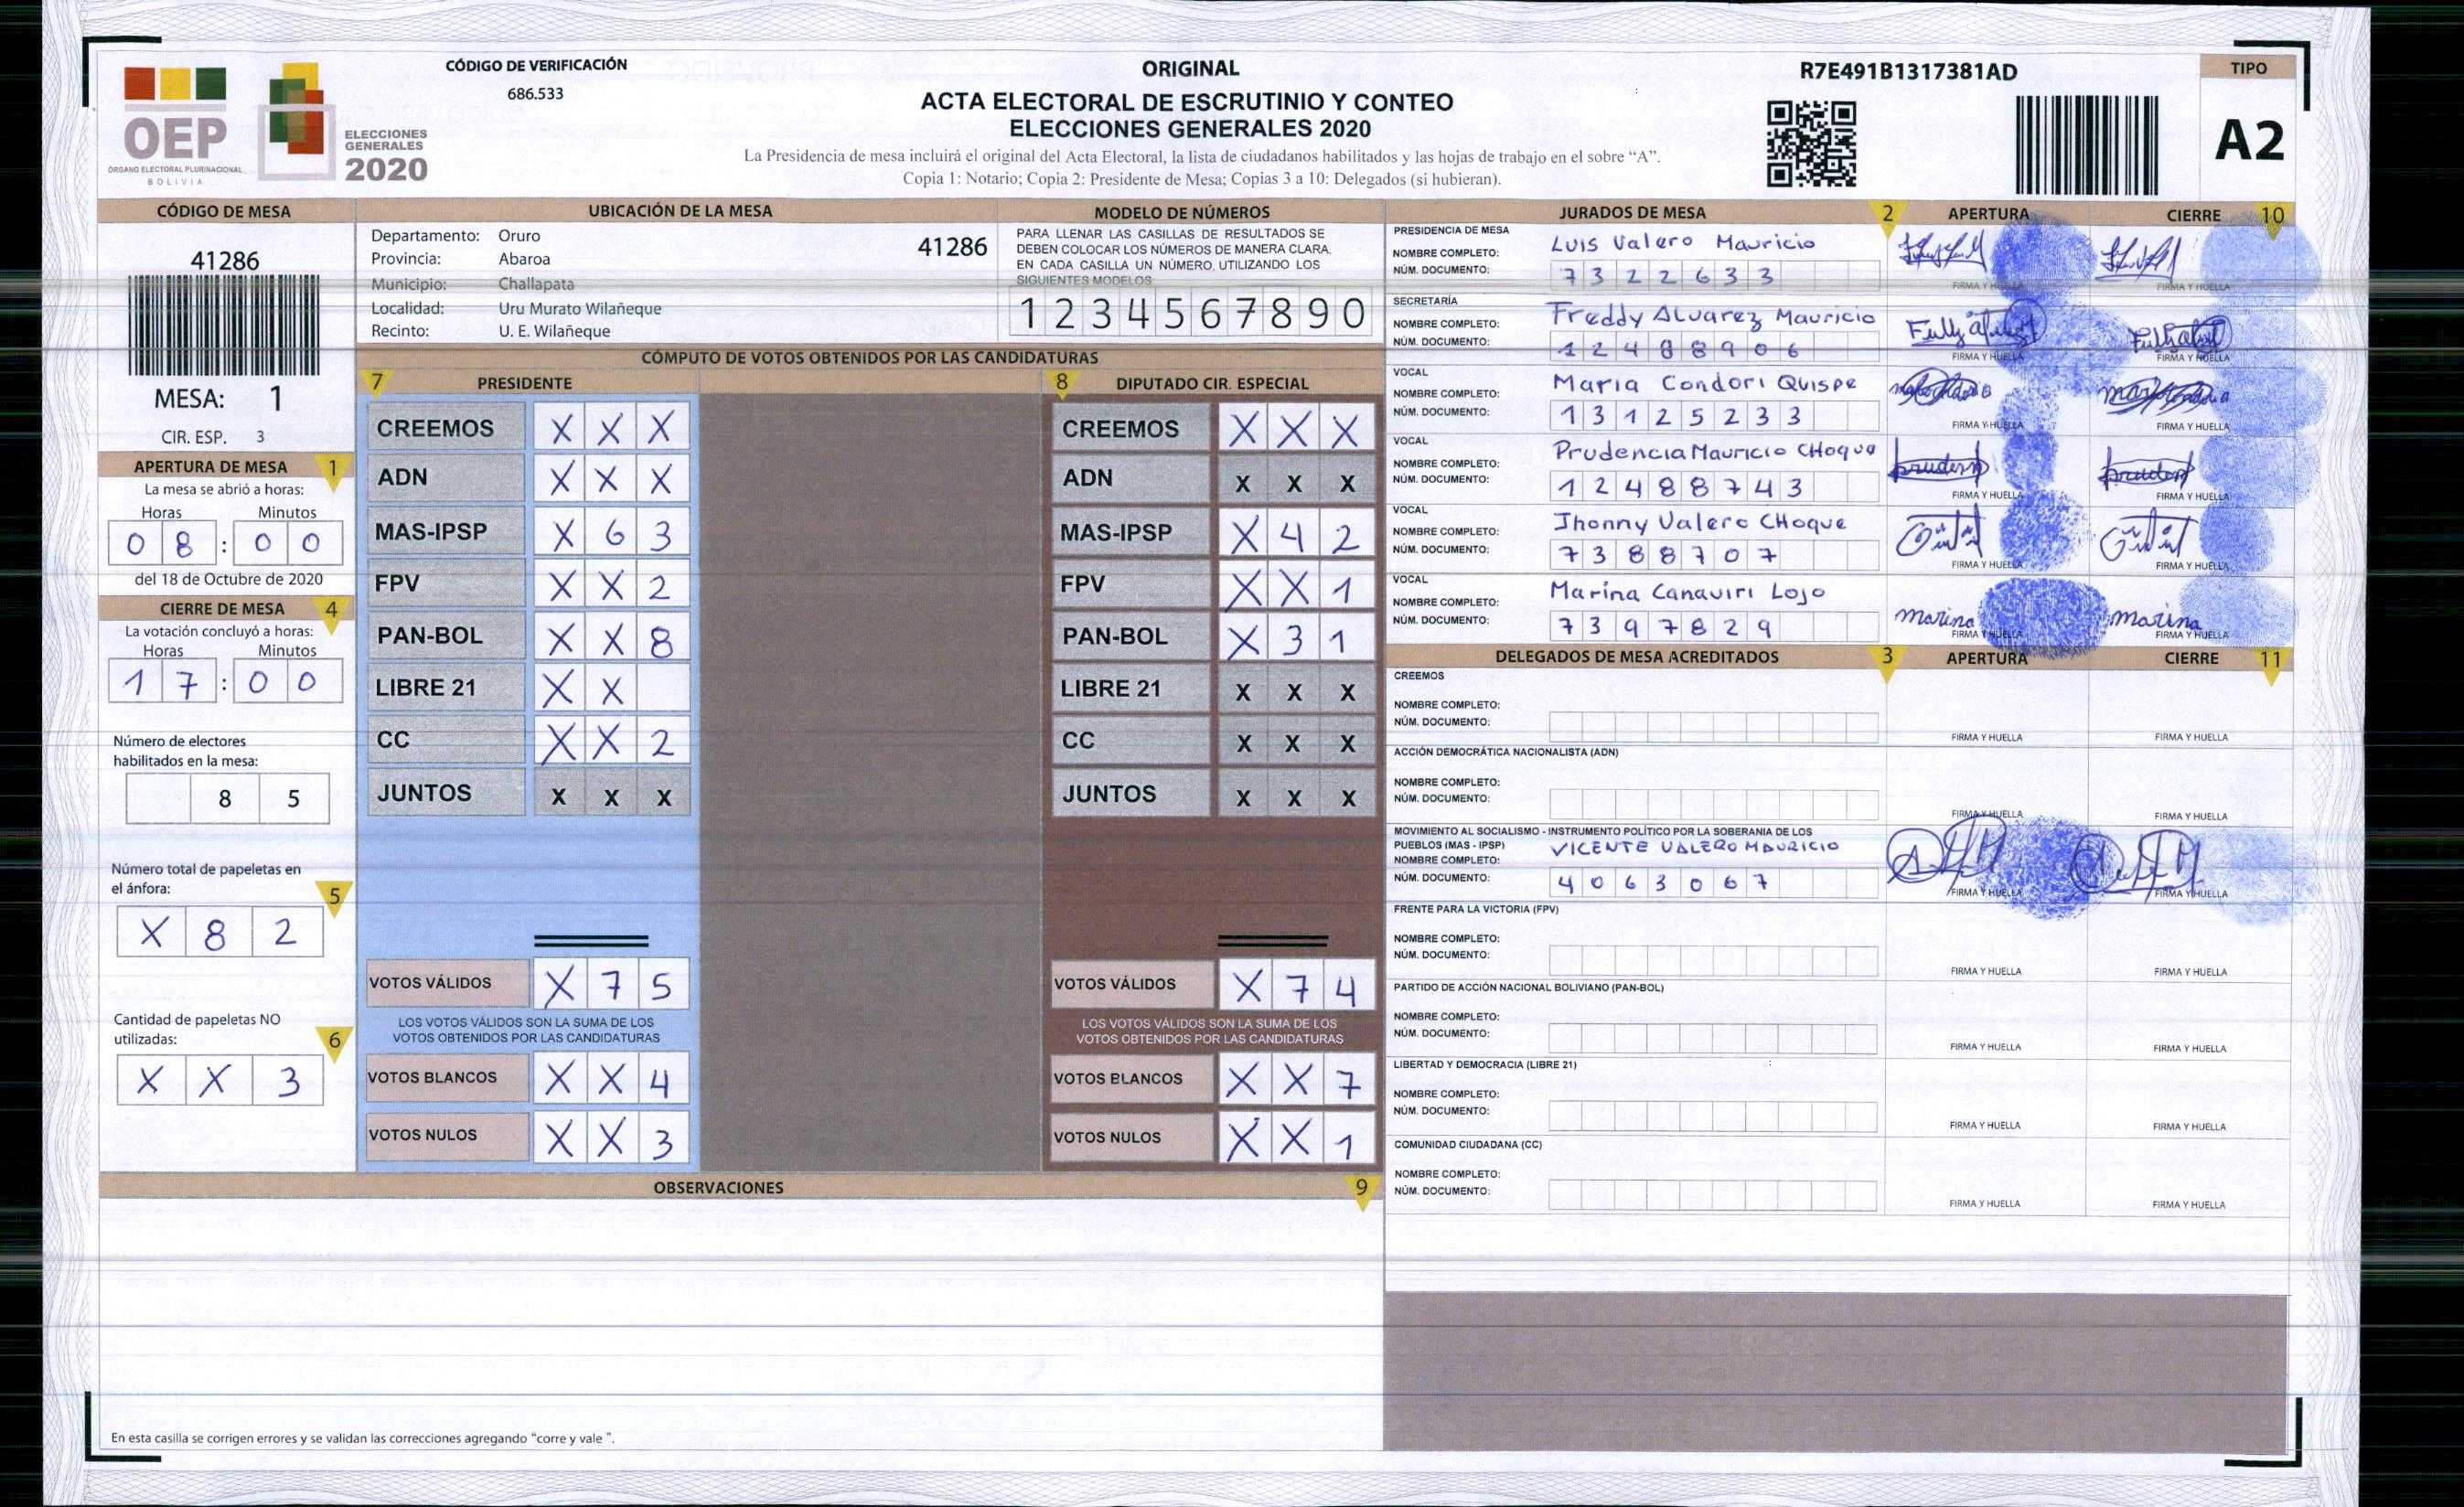 OEP
ÓRGANO ELECTORAL PLURINACIONAL
BOLIVIA
ELECCIONES
GENERALES
2020
CÓDIGO DE VERIFICACIÓN
686.533
ORIGINAL
ACTA ELECTORAL DE ESCRUTINIO Y CONTEO
ELECCIONES GENERALES 2020
La Presidencia de mesa incluirá el original del Acta Electoral, la lista de ciudadanos habilitados y las hojas de trabajo en el sobre “A”.
Copia 1: Notario; Copia 2: Presidente de Mesa; Copias 3 a 10: Delegados (si hubieran).
R7E491B1317381AD
TIPO
A2
CÓDIGO DE MESA
41286
MESA: 1
CIR. ESP. 3
APERTURA DE MESA 1
La mesa se abrió a horas:
Horas Minutos
0 8 : 0 0
del 18 de Octubre de 2020
CIERRE DE MESA 4
La votación concluyó a horas:
Horas Minutos
1 7 : 0 0
Número de electores
habilitados en la mesa:
8 5
Número total de papeletas en
el ánfora: 5
X 8 2
Cantidad de papeletas NO
utilizadas: 6
X X 3
UBICACIÓN DE LA MESA
Departamento: Oruro 41286
Provincia: Abaroa
Municipio: Challapata
Localidad: Uru Murato Wilañeque
Recinto: U. E. Wilañeque
MODELO DE NÚMEROS
PARA LLENAR LAS CASILLAS DE RESULTADOS SE
DEBEN COLOCAR LOS NÚMEROS DE MANERA CLARA,
EN CADA CASILLA UN NÚMERO, UTILIZANDO LOS
SIGUIENTES MODELOS:
1 2 3 4 5 6 7 8 9 0
CÓMPUTO DE VOTOS OBTENIDOS POR LAS CANDIDATURAS
7 PRESIDENTE
CREEMOS X X X
ADN X X X
MAS-IPSP X 6 3
FPV X X 2
PAN-BOL X X 8
LIBRE 21 X X
CC X X 2
JUNTOS X X X
VOTOS VÁLIDOS X 7 5
LOS VOTOS VÁLIDOS SON LA SUMA DE LOS
VOTOS OBTENIDOS POR LAS CANDIDATURAS
VOTOS BLANCOS X X 4
VOTOS NULOS X X 3
8 DIPUTADO CIR. ESPECIAL
CREEMOS X X X
ADN X X X
MAS-IPSP X 4 2
FPV X X 1
PAN-BOL X 3 1
LIBRE 21 X X X
CC X X X
JUNTOS X X X
VOTOS VÁLIDOS X 7 4
LOS VOTOS VÁLIDOS SON LA SUMA DE LOS
VOTOS OBTENIDOS POR LAS CANDIDATURAS
VOTOS BLANCOS X X 7
VOTOS NULOS X X 1
OBSERVACIONES 9
En esta casilla se corrigen errores y se validan las correcciones agregando “corre y vale ”.
JURADOS DE MESA 2 APERTURA CIERRE 10
PRESIDENCIA DE MESA
NOMBRE COMPLETO: Luis Valero Mauricio
NÚM. DOCUMENTO: 7 3 2 2 6 3 3
FIRMA Y HUELLA FIRMA Y HUELLA
SECRETARÍA
NOMBRE COMPLETO: Freddy Alvarez Mauricio
NÚM. DOCUMENTO: 1 2 4 8 8 9 0 6
FIRMA Y HUELLA FIRMA Y HUELLA
VOCAL
NOMBRE COMPLETO: Maria Condori Quispe
NÚM. DOCUMENTO: 1 3 1 2 5 2 3 3
FIRMA Y HUELLA FIRMA Y HUELLA
VOCAL
NOMBRE COMPLETO: Prudencia Mauricio CHoque
NÚM. DOCUMENTO: 1 2 4 8 8 7 4 3
FIRMA Y HUELLA FIRMA Y HUELLA
VOCAL
NOMBRE COMPLETO: Jhonny Valero CHoque
NÚM. DOCUMENTO: 7 3 8 8 7 0 7
FIRMA Y HUELLA FIRMA Y HUELLA
VOCAL
NOMBRE COMPLETO: Marina Canaviri Lojo
NÚM. DOCUMENTO: 7 3 9 7 8 2 9
marina marina
FIRMA Y HUELLA FIRMA Y HUELLA
DELEGADOS DE MESA ACREDITADOS 3 APERTURA CIERRE 11
CREEMOS
NOMBRE COMPLETO:
NÚM. DOCUMENTO:
FIRMA Y HUELLA FIRMA Y HUELLA
ACCIÓN DEMOCRÁTICA NACIONALISTA (ADN)
NOMBRE COMPLETO:
NÚM. DOCUMENTO:
FIRMA Y HUELLA FIRMA Y HUELLA
MOVIMIENTO AL SOCIALISMO - INSTRUMENTO POLÍTICO POR LA SOBERANIA DE LOS
PUEBLOS (MAS - IPSP) VICENTE VALERO MAURICIO
NOMBRE COMPLETO:
NÚM. DOCUMENTO: 4 0 6 3 0 6 7
FIRMA Y HUELLA FIRMA Y HUELLA
FRENTE PARA LA VICTORIA (FPV)
NOMBRE COMPLETO:
NÚM. DOCUMENTO:
FIRMA Y HUELLA FIRMA Y HUELLA
PARTIDO DE ACCIÓN NACIONAL BOLIVIANO (PAN-BOL)
NOMBRE COMPLETO:
NÚM. DOCUMENTO:
FIRMA Y HUELLA FIRMA Y HUELLA
LIBERTAD Y DEMOCRACIA (LIBRE 21)
NOMBRE COMPLETO:
NÚM. DOCUMENTO:
FIRMA Y HUELLA FIRMA Y HUELLA
COMUNIDAD CIUDADANA (CC)
NOMBRE COMPLETO:
NÚM. DOCUMENTO:
FIRMA Y HUELLA FIRMA Y HUELLA